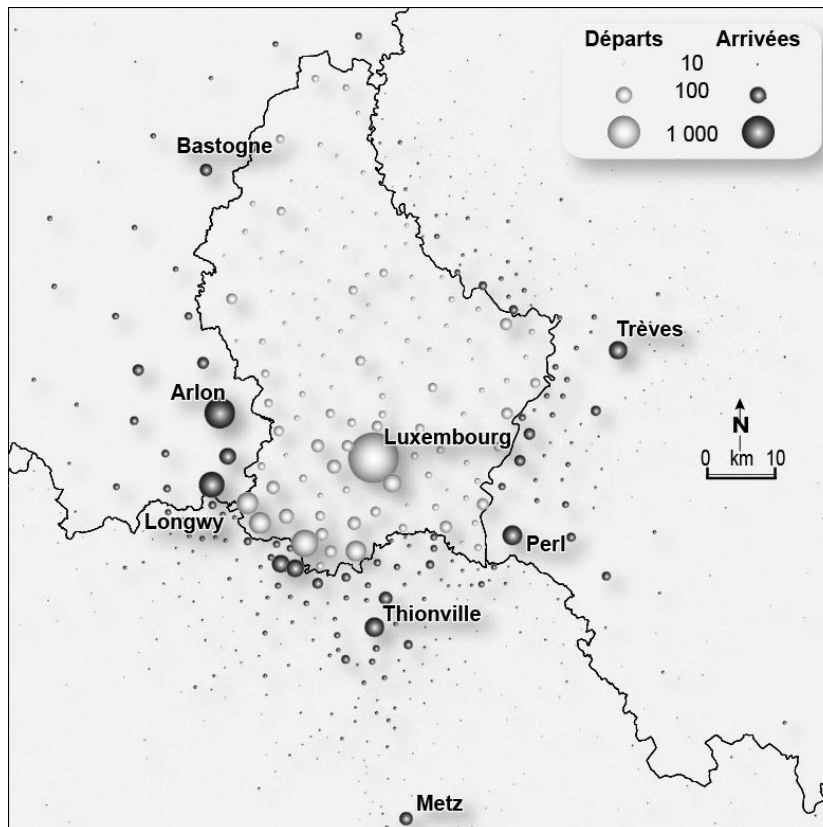 Départs Arrivées
10
100
1 000
Bastogne
Trèves
Arlon
N
Luxembourg
0 km 10
Longwy
Perl
Thionville
Metz